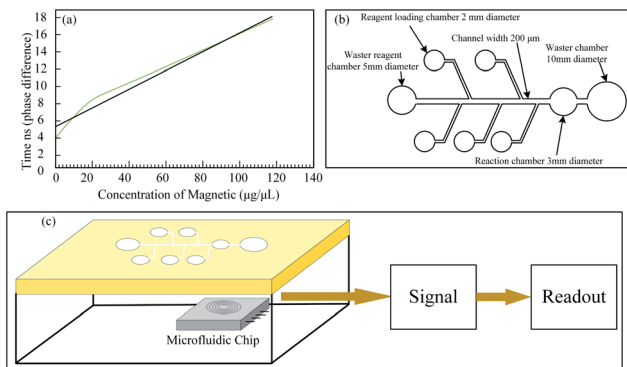 (a)
18
16
14
12
10
8
6
4
2
0
0 20 40 60 80 100 120 140
Time ns (phase difference)
Concentration of Magnetic (μg/μL)
(b)
Reagent loading chamber 2 mm diameter
Channel width 200 μm
Waster reagent
chamber 5mm diameter
Waster chamber
10mm diameter
Reaction chamber 3mm diameter
(c)
Microfluidic Chip
Signal
Readout